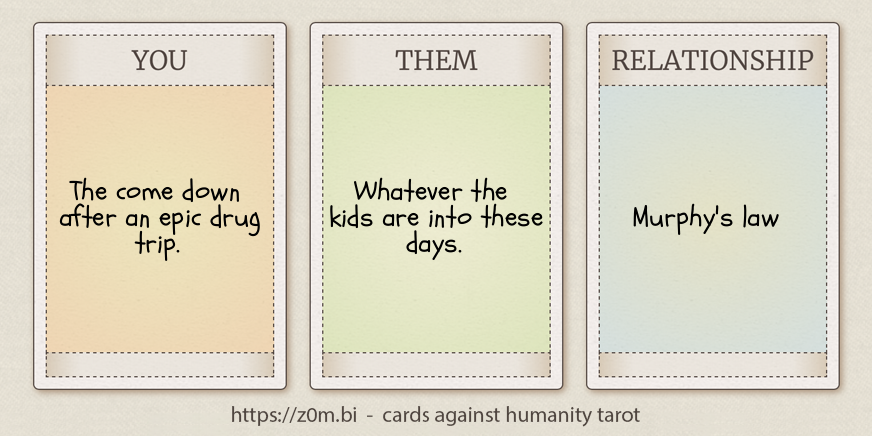 YOU
The come down
after an epic drug
trip.
THEM
Whatever the
kids are into these
days.
RELATIONSHIP
Murphy's law
https://z0m.bi - cards against humanity tarot